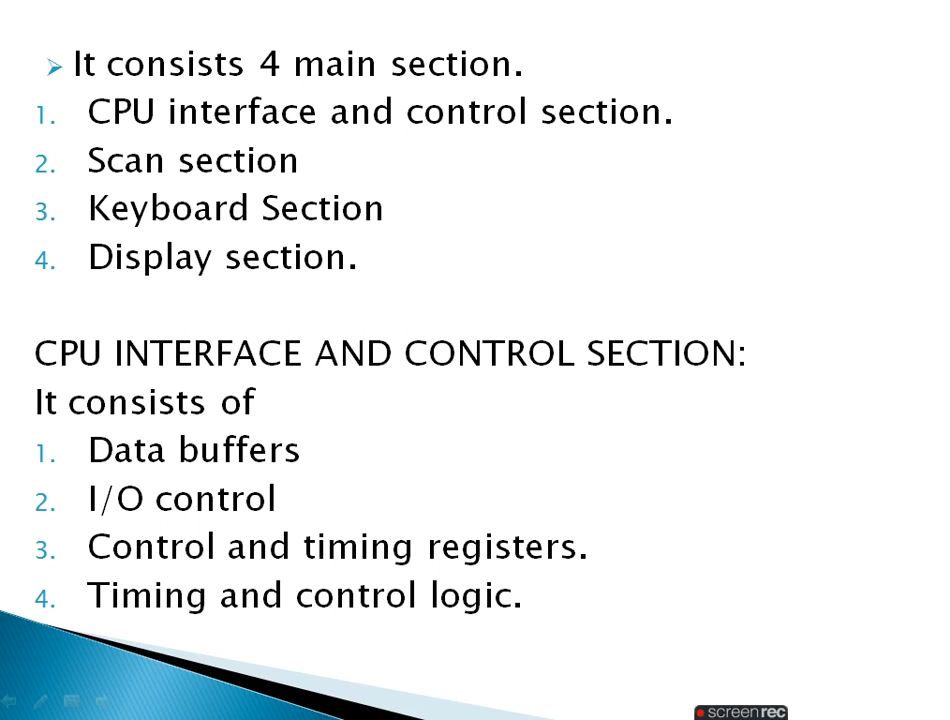 ➢ It consists 4 main section.
1. CPU interface and control section.
2. Scan section
3. Keyboard Section
4. Display section.
CPU INTERFACE AND CONTROL SECTION:
It consists of
1. Data buffers
2. I/O control
3. Control and timing registers.
4. Timing and control logic.
screenrec